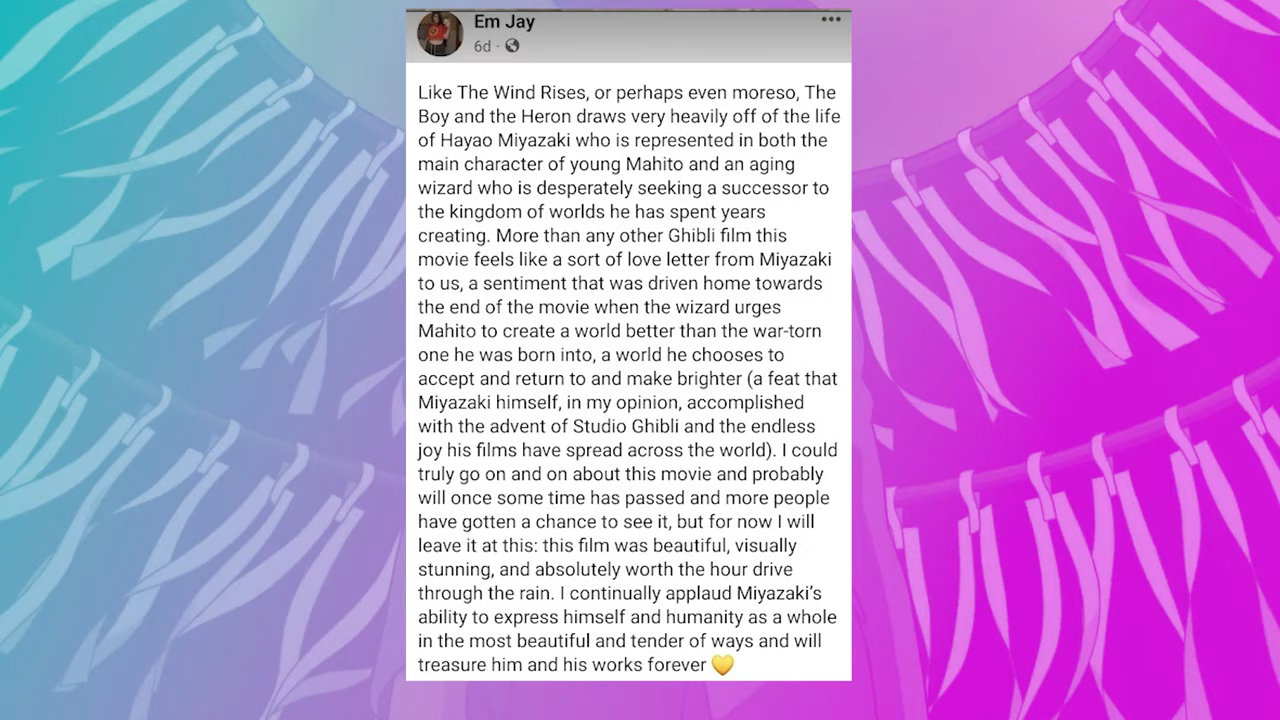 Em Jay
6d ·
Like The Wind Rises, or perhaps even moreso, The
Boy and the Heron draws very heavily off of the life
of Hayao Miyazaki who is represented in both the
main character of young Mahito and an aging
wizard who is desperately seeking a successor to
the kingdom of worlds he has spent years
creating. More than any other Ghibli film this
movie feels like a sort of love letter from Miyazaki
to us, a sentiment that was driven home towards
the end of the movie when the wizard urges
Mahito to create a world better than the war-torn
one he was born into, a world he chooses to
accept and return to and make brighter (a feat that
Miyazaki himself, in my opinion, accomplished
with the advent of Studio Ghibli and the endless
joy his films have spread across the world). I could
truly go on and on about this movie and probably
will once some time has passed and more people
have gotten a chance to see it, but for now I will
leave it at this: this film was beautiful, visually
stunning, and absolutely worth the hour drive
through the rain. I continually applaud Miyazaki’s
ability to express himself and humanity as a whole
in the most beautiful and tender of ways and will
treasure him and his works forever 💛